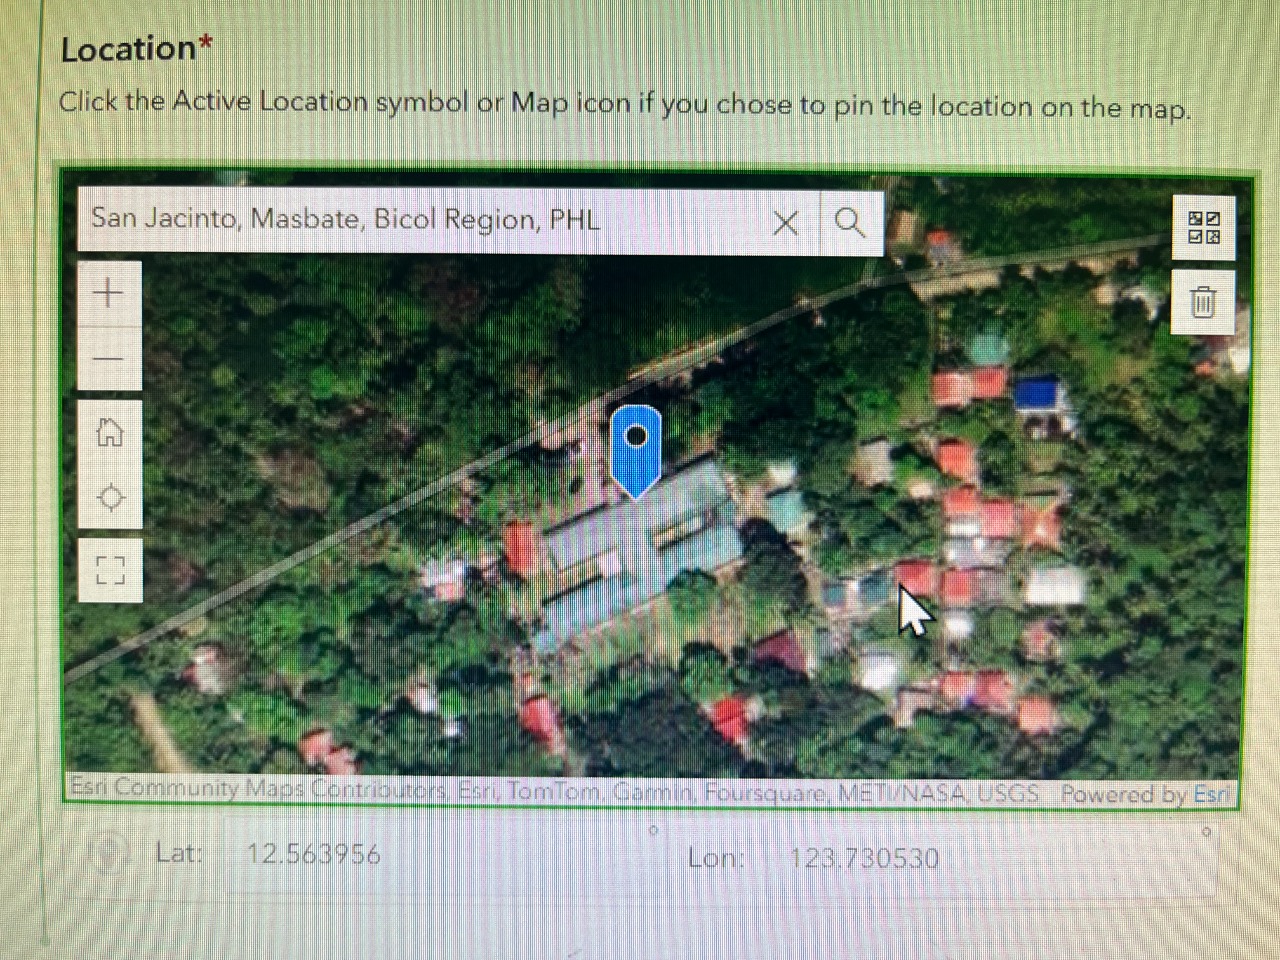 Location*
Click the Active Location symbol or Map icon if you chose to pin the location on the map.
San Jacinto, Masbate, Bicol Region, PHL
Esri Community Maps Contributors, Esri, TomTom, Garmin, Foursquare, METI/NASA, USGS Powered by Esri
Lat: 12.563956° Lon: 123.730530°